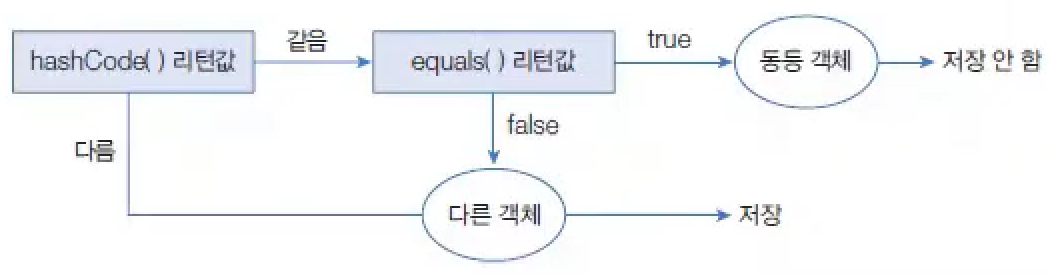 hashCode( ) 리턴값
같음
equals( ) 리턴값
true
동등 객체
저장 안 함
false
다름
다른 객체
저장